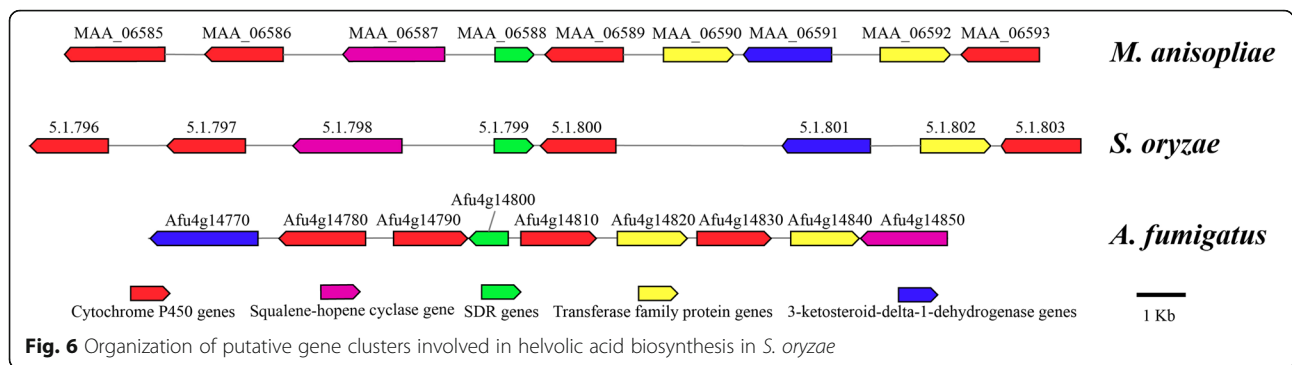 MAA_06585 MAA_06586 MAA_06587 MAA_06588 MAA_06589 MAA_06590 MAA_06591 MAA_06592 MAA_06593
M. anisopliae
5.1.796 5.1.797 5.1.798 5.1.799 5.1.800 5.1.801 5.1.802 5.1.803
S. oryzae
Afu4g14800
Afu4g14770 Afu4g14780 Afu4g14790 Afu4g14810 Afu4g14820 Afu4g14830 Afu4g14840 Afu4g14850
A. fumigatus
Cytochrome P450 genes Squalene-hopene cyclase gene SDR genes Transferase family protein genes 3-ketosteroid-delta-1-dehydrogenase genes 1 Kb
Fig. 6 Organization of putative gene clusters involved in helvolic acid biosynthesis in S. oryzae